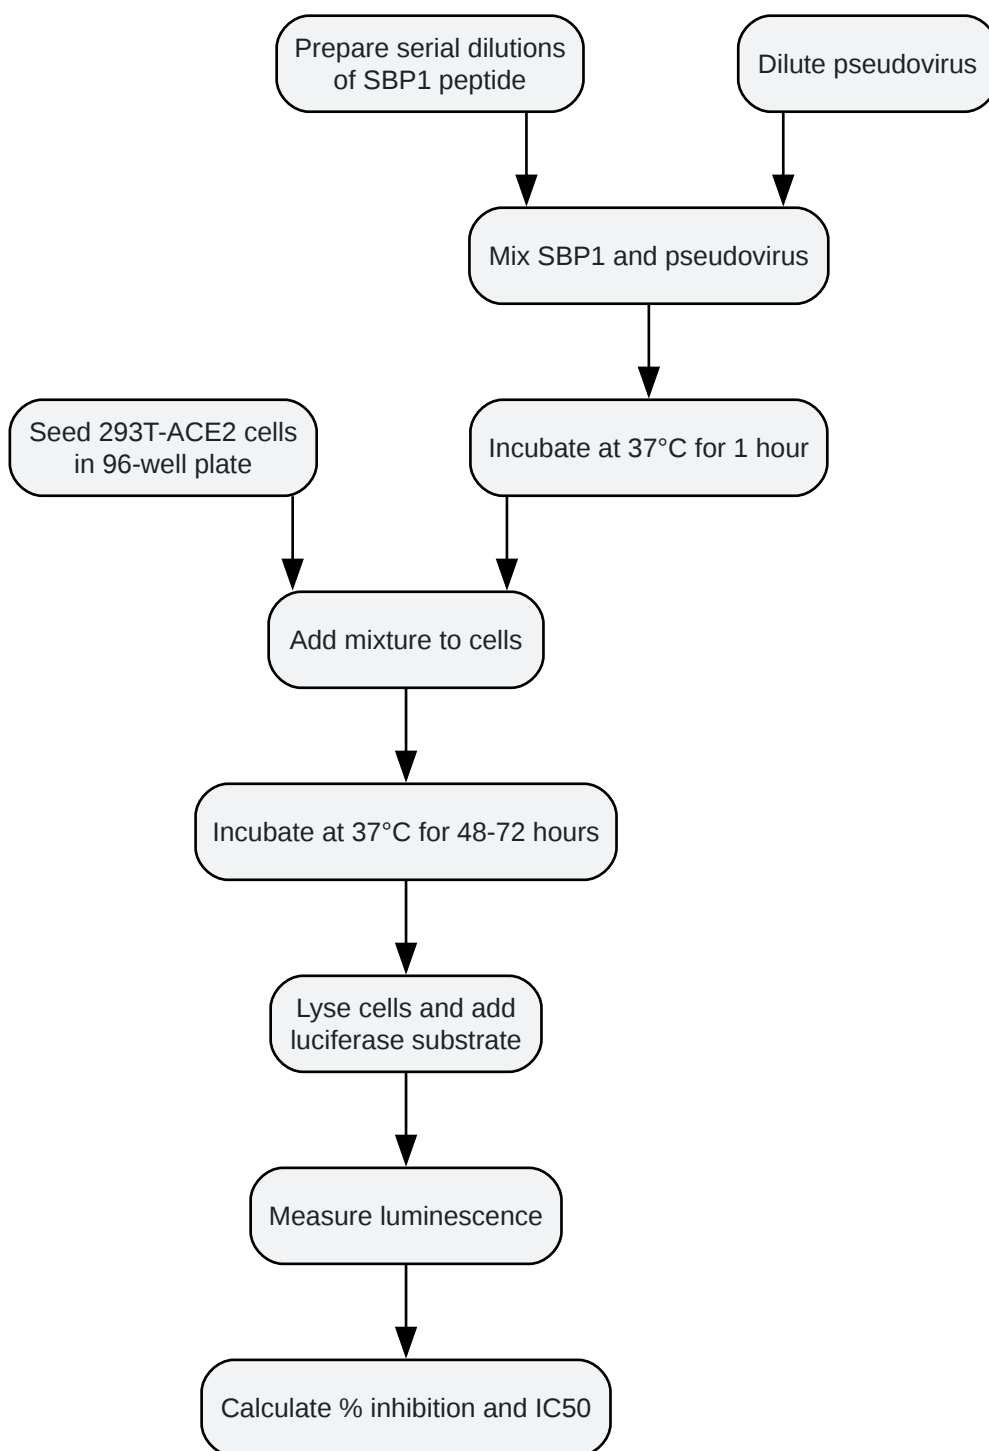 Prepare serial dilutions
of SBP1 peptide
Dilute pseudovirus
Mix SBP1 and pseudovirus
Seed 293T-ACE2 cells
in 96-well plate
Incubate at 37°C for 1 hour
Add mixture to cells
Incubate at 37°C for 48-72 hours
Lyse cells and add
luciferase substrate
Measure luminescence
Calculate % inhibition and IC50